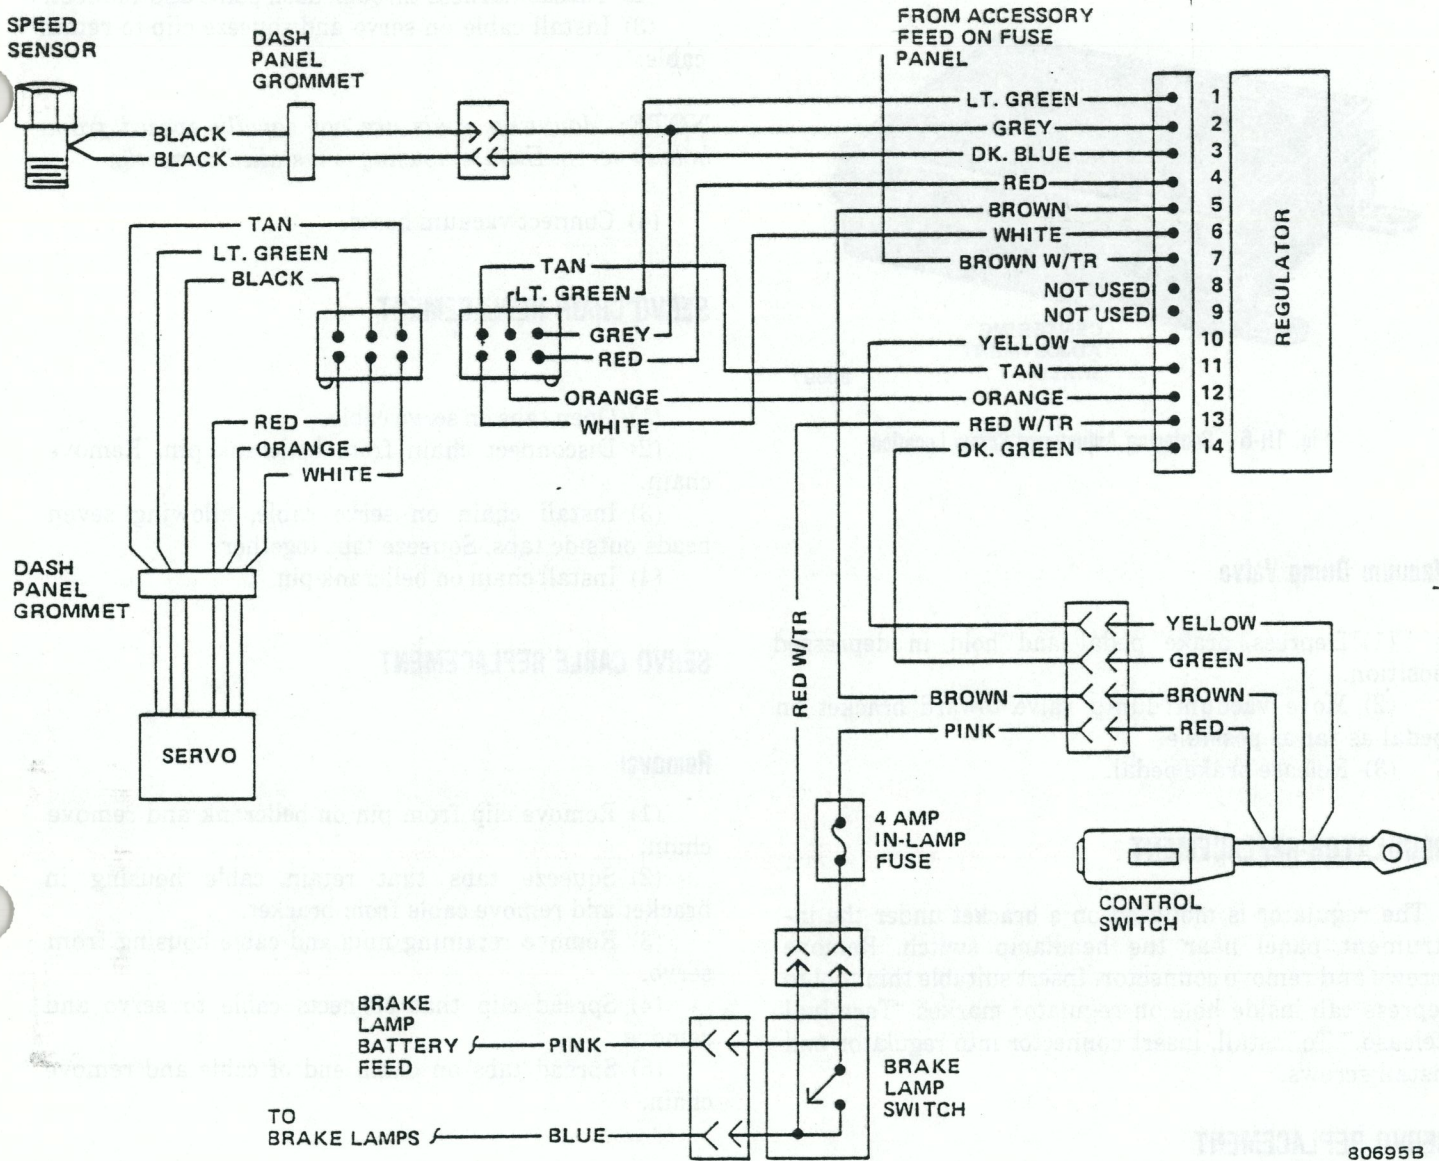 SPEED
SENSOR
DASH
PANEL
GROMMET
FROM ACCESSORY
FEED ON FUSE
PANEL
BLACK
BLACK
LT. GREEN
GREY
DK. BLUE
RED
BROWN
WHITE
BROWN W/TR
NOT USED
NOT USED
YELLOW
TAN
ORANGE
RED W/TR
DK. GREEN
1
2
3
4
5
6
7
8
9
10
11
12
13
14
REGULATOR
TAN
LT. GREEN
BLACK
TAN
LT. GREEN
GREY
RED
ORANGE
WHITE
RED
ORANGE
WHITE
DASH
PANEL
GROMMET
SERVO
RED W/TR
YELLOW
GREEN
BROWN
BROWN
PINK
RED
4 AMP
IN-LAMP
FUSE
CONTROL
SWITCH
BRAKE
LAMP
BATTERY
FEED
PINK
BRAKE
LAMP
SWITCH
TO
BRAKE LAMPS
BLUE
80695B